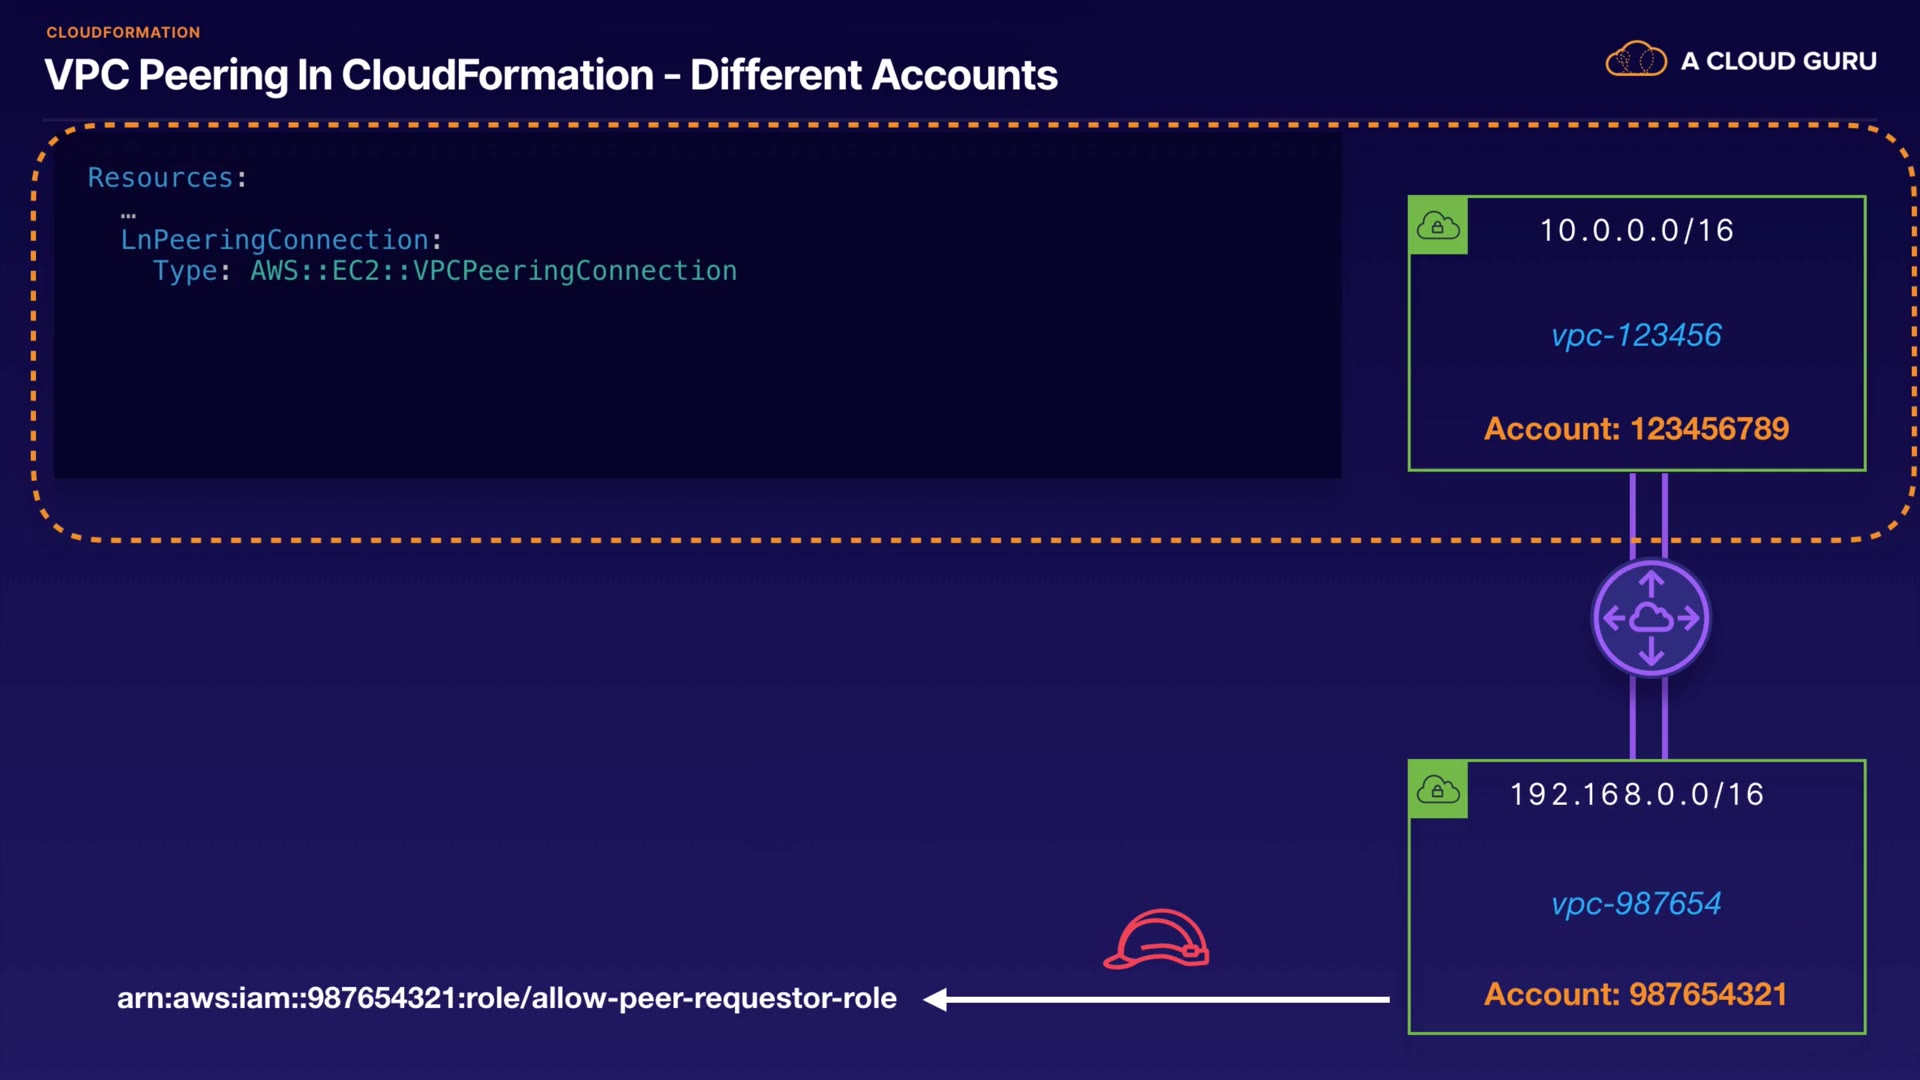 CLOUDFORMATION
VPC Peering In CloudFormation - Different Accounts
A CLOUD GURU
Resources:
…
LnPeeringConnection:
Type: AWS::EC2::VPCPeeringConnection
10.0.0.0/16
vpc-123456
Account: 123456789
192.168.0.0/16
vpc-987654
Account: 987654321
arn:aws:iam::987654321:role/allow-peer-requestor-role